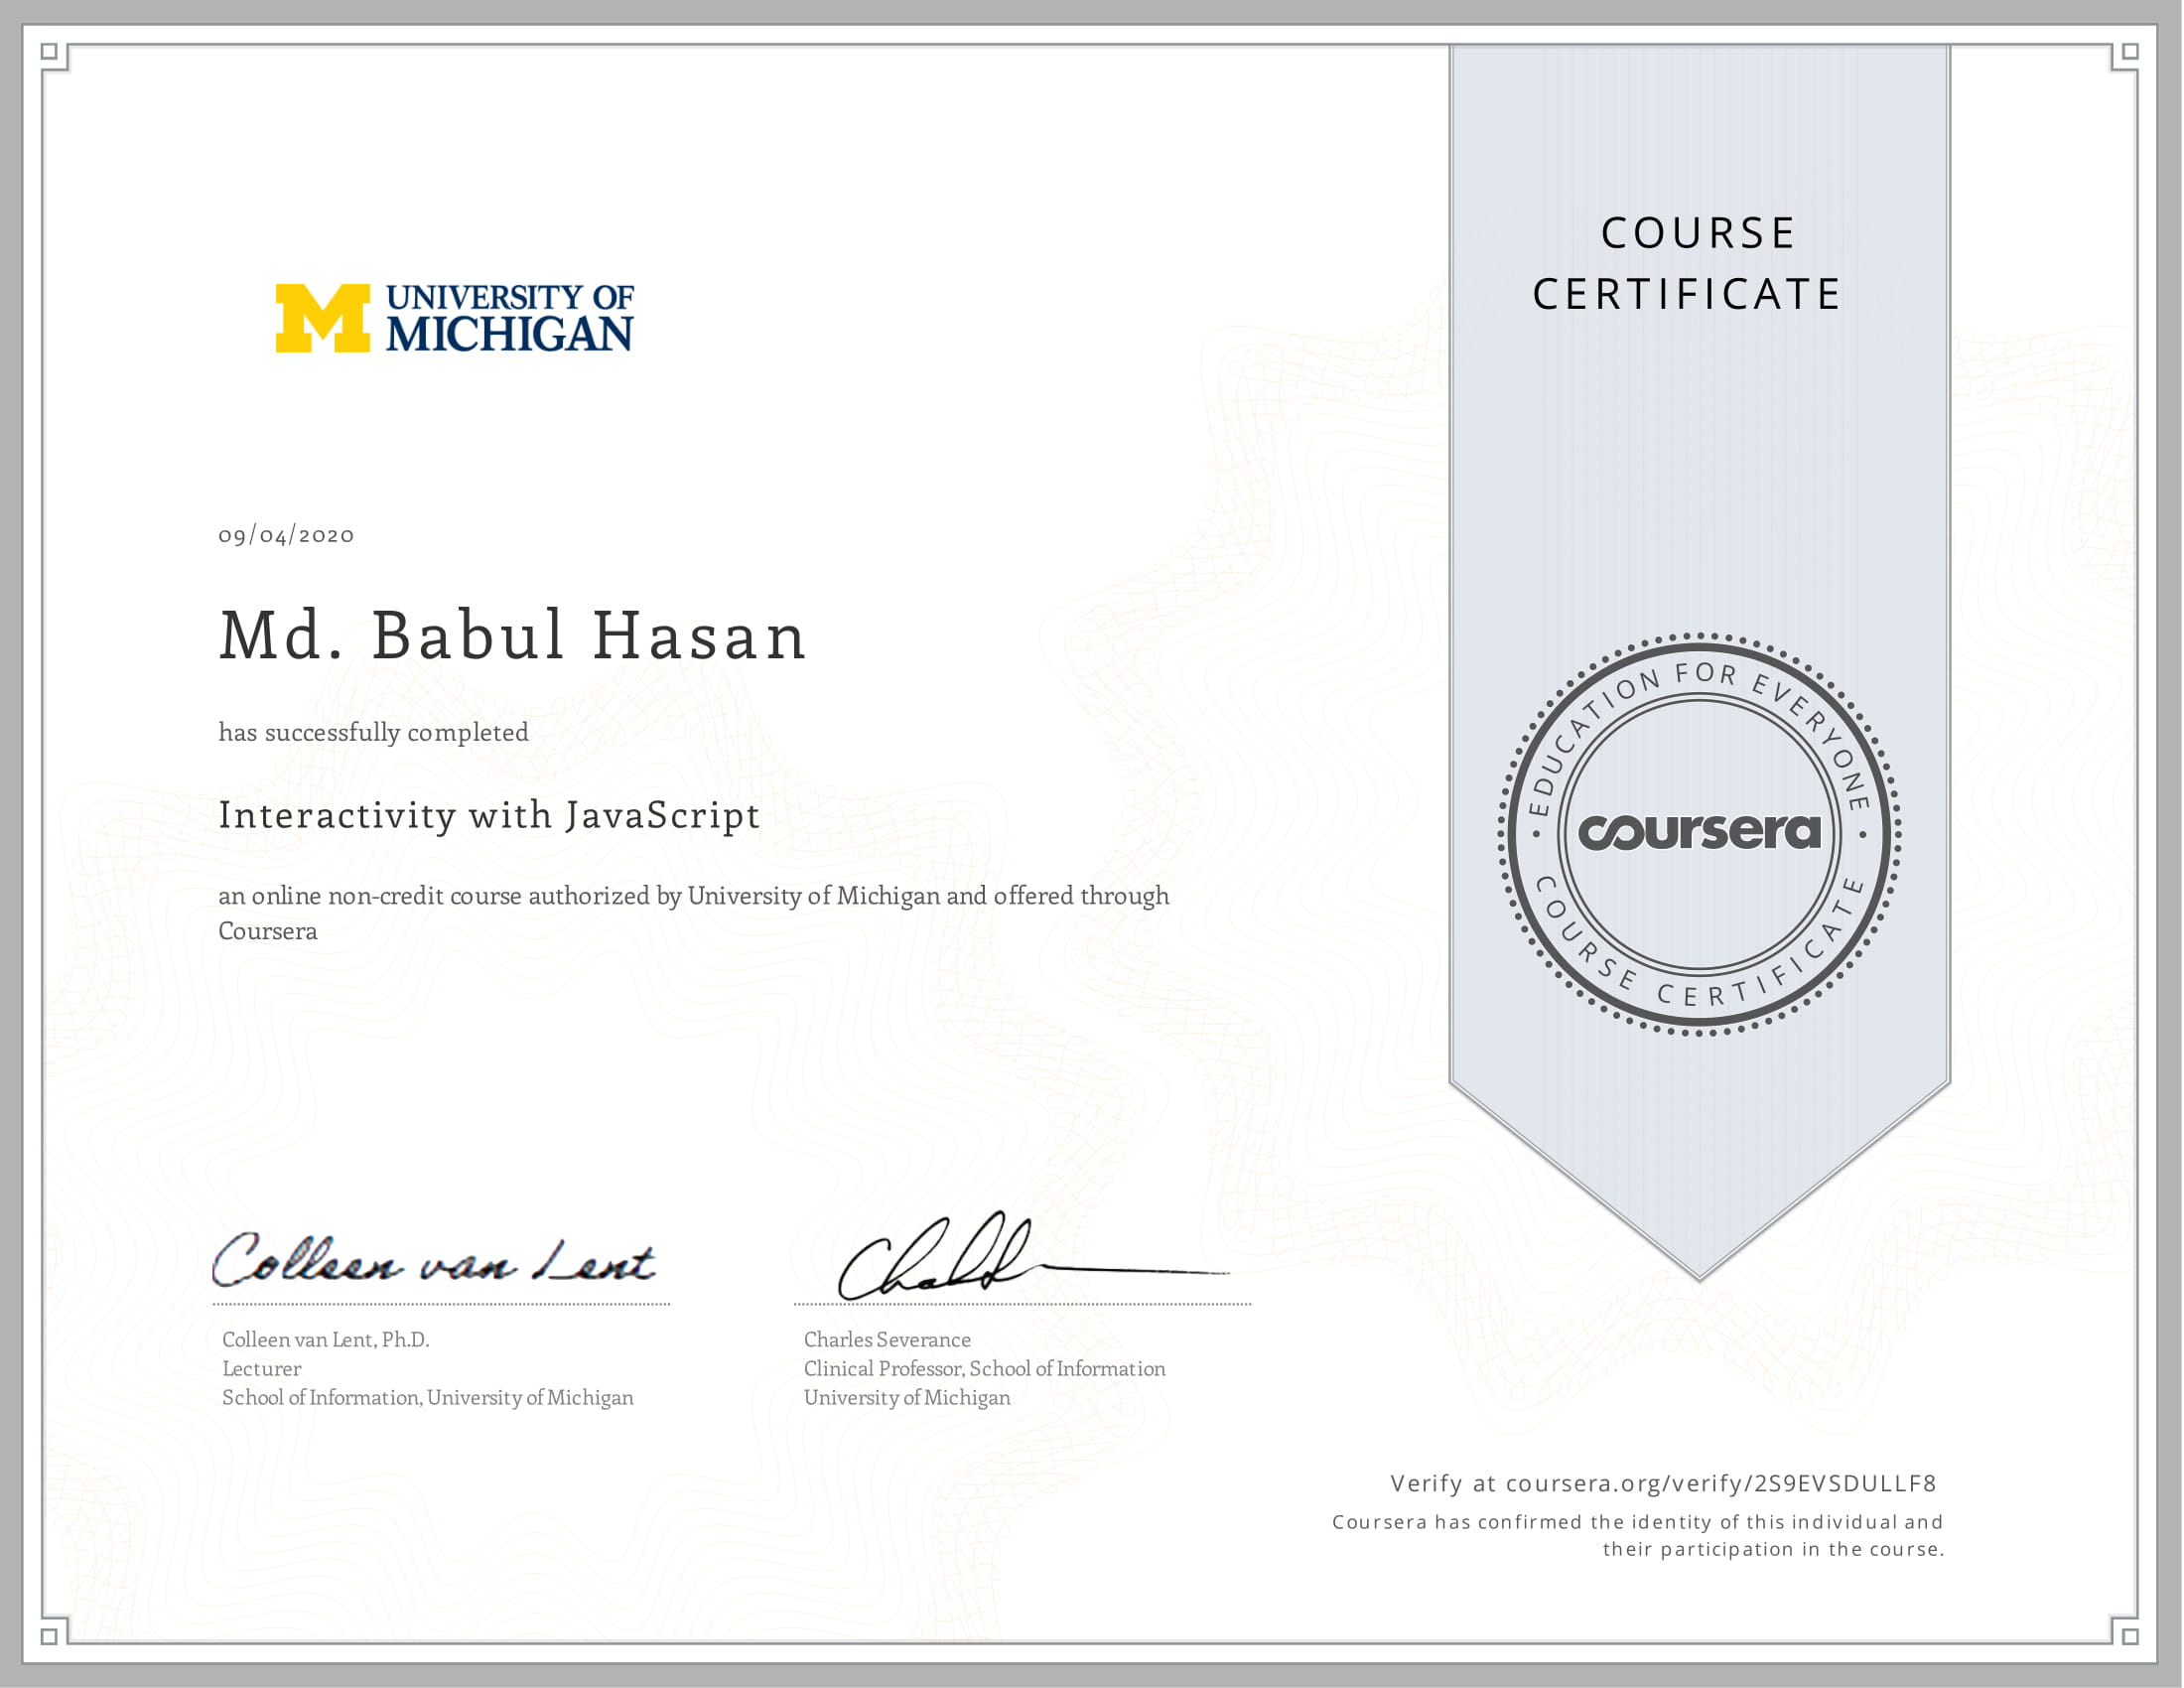 UNIVERSITY OF
MICHIGAN
COURSE
CERTIFICATE
09/04/2020
Md. Babul Hasan
has successfully completed
Interactivity with JavaScript
an online non-credit course authorized by University of Michigan and offered through
Coursera
• EDUCATION FOR EVERYONE •
coursera
COURSE CERTIFICATE
Colleen van Lent
Colleen van Lent, Ph.D.
Lecturer
School of Information, University of Michigan
Charles Severance
Clinical Professor, School of Information
University of Michigan
Verify at coursera.org/verify/2S9EVSDULLF8
Coursera has confirmed the identity of this individual and
their participation in the course.